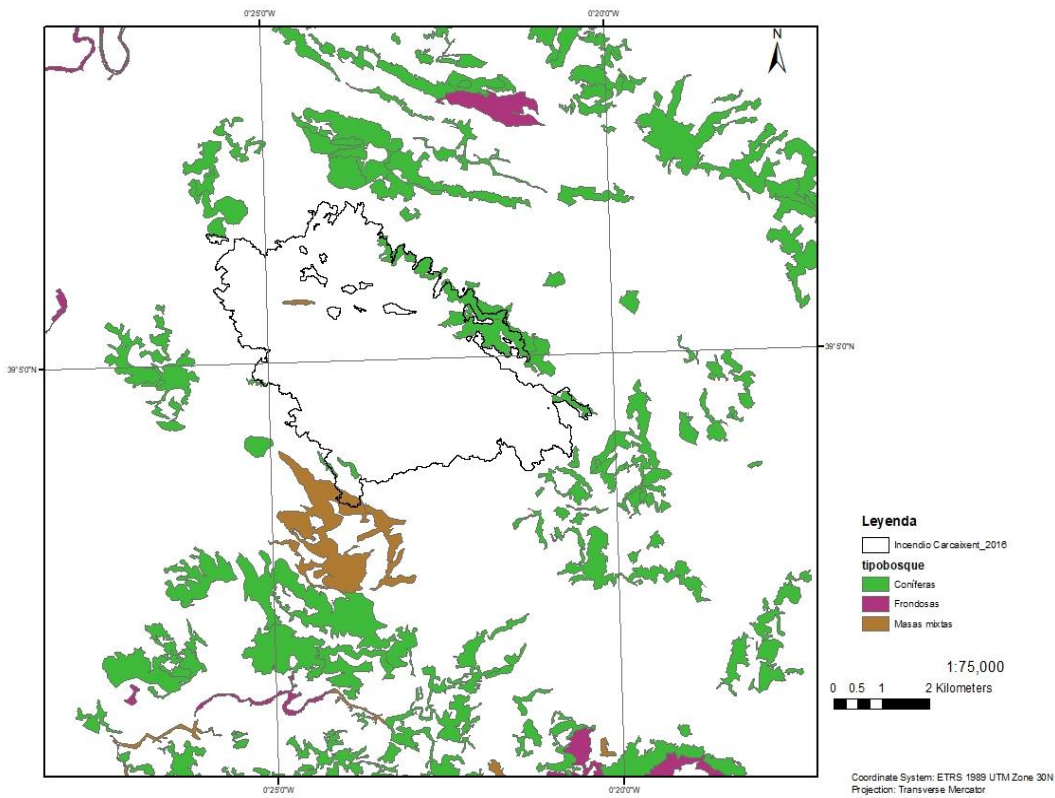 0°25'0"W
0°20'0"W
N
39°5'0"N
39°5'0"N
Leyenda
Incendio Carcaixent_2016
tipobosque
Coníferas
Frondosas
Masas mixtas
1:75,000
0 0.5 1 2 Kilometers
0°25'0"W
0°20'0"W
Coordinate System: ETRS 1989 UTM Zone 30N
Projection: Transverse Mercator